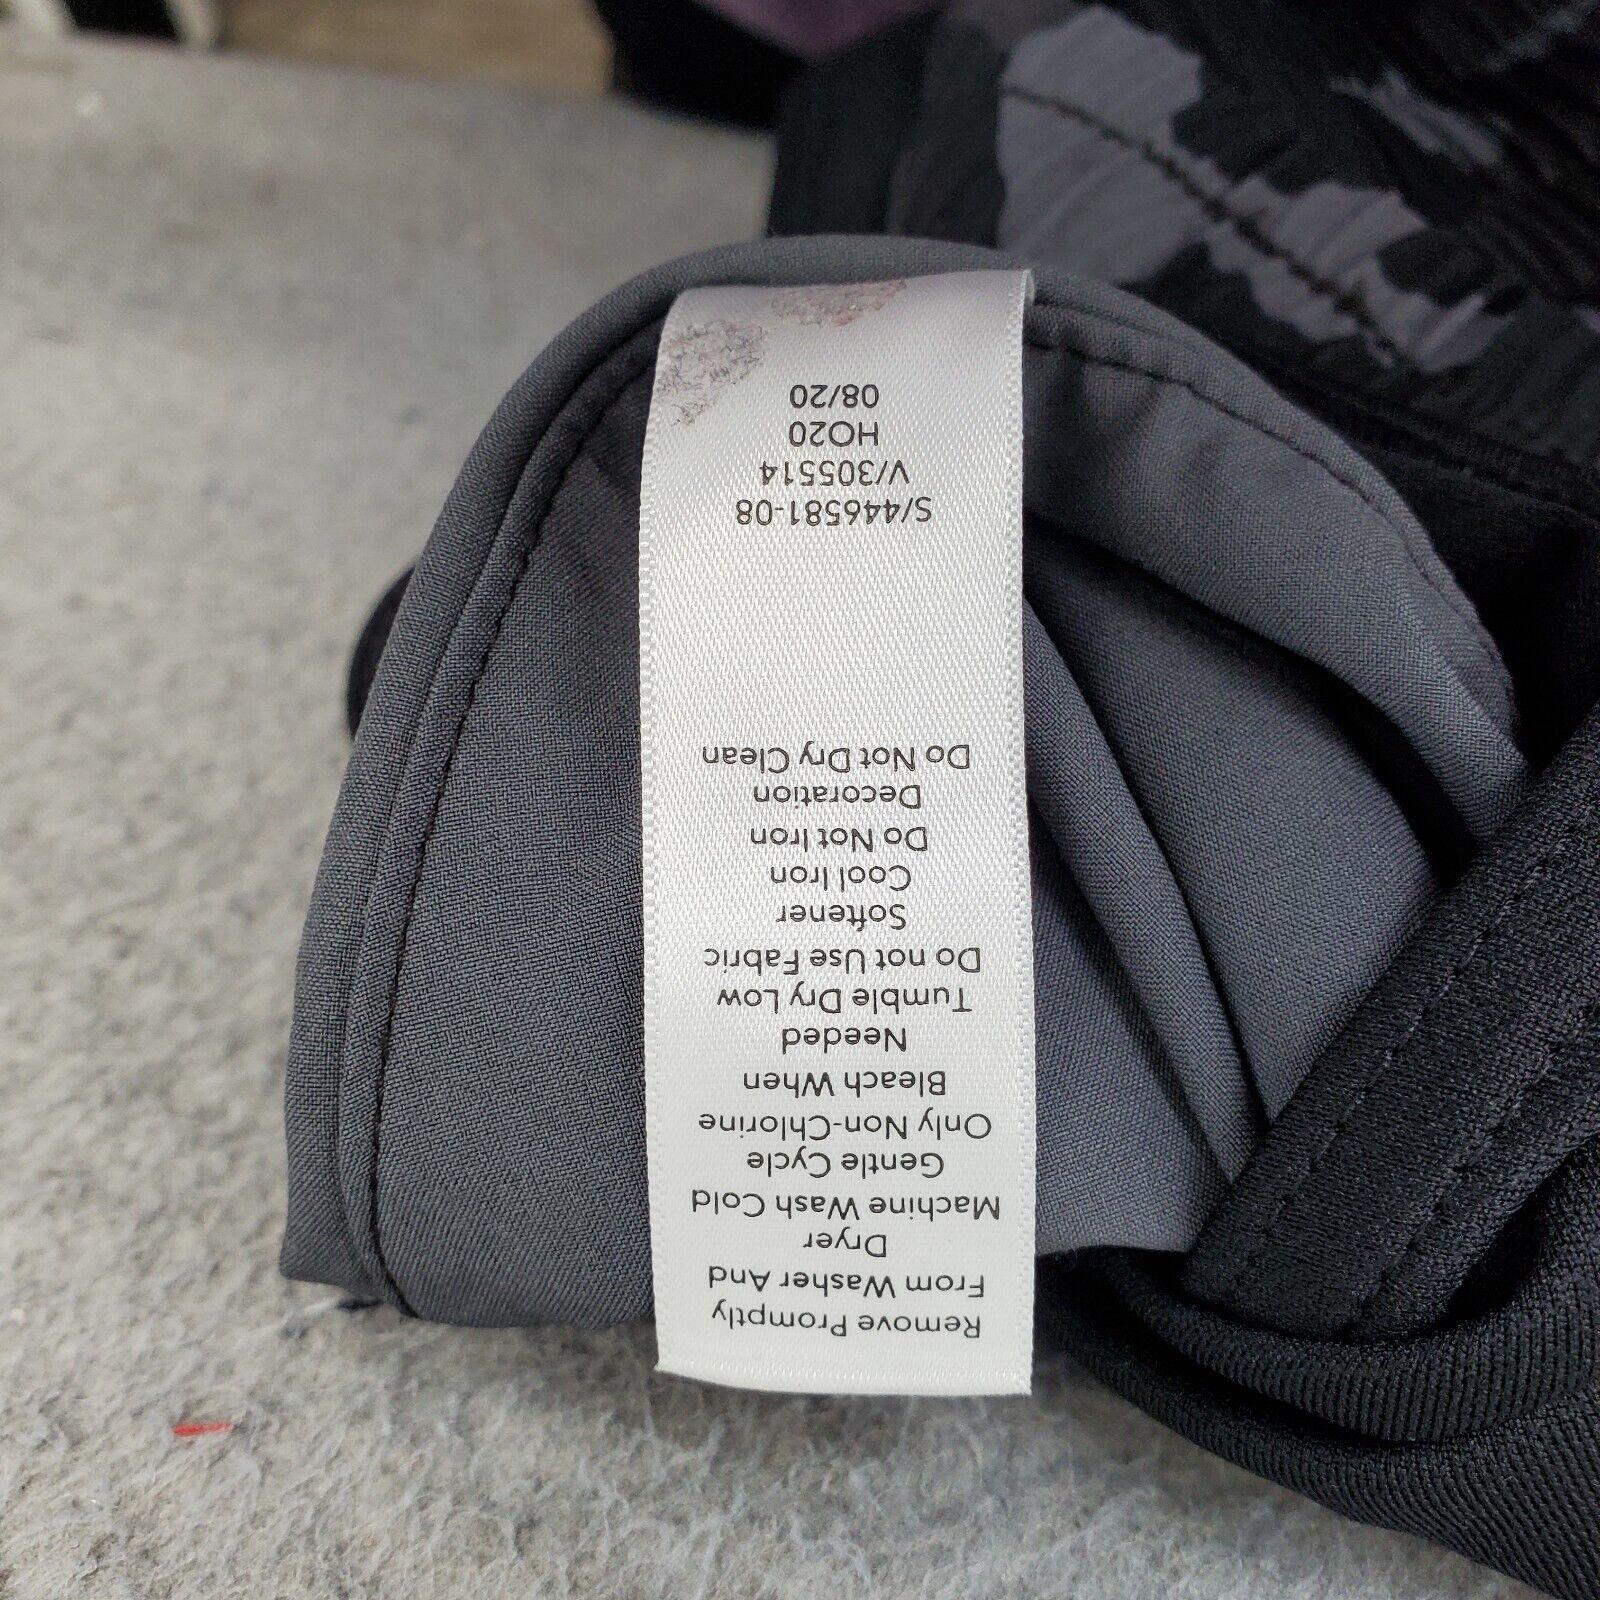 Remove Promptly
From Washer And
Dryer
Machine Wash Cold
Gentle Cycle
Only Non-Chlorine
Bleach When
Needed
Tumble Dry Low
Do not Use Fabric
Softener
Cool Iron
Do Not Iron
Decoration
Do Not Dry Clean
S/446581-08
V/305514
HO20
08/20